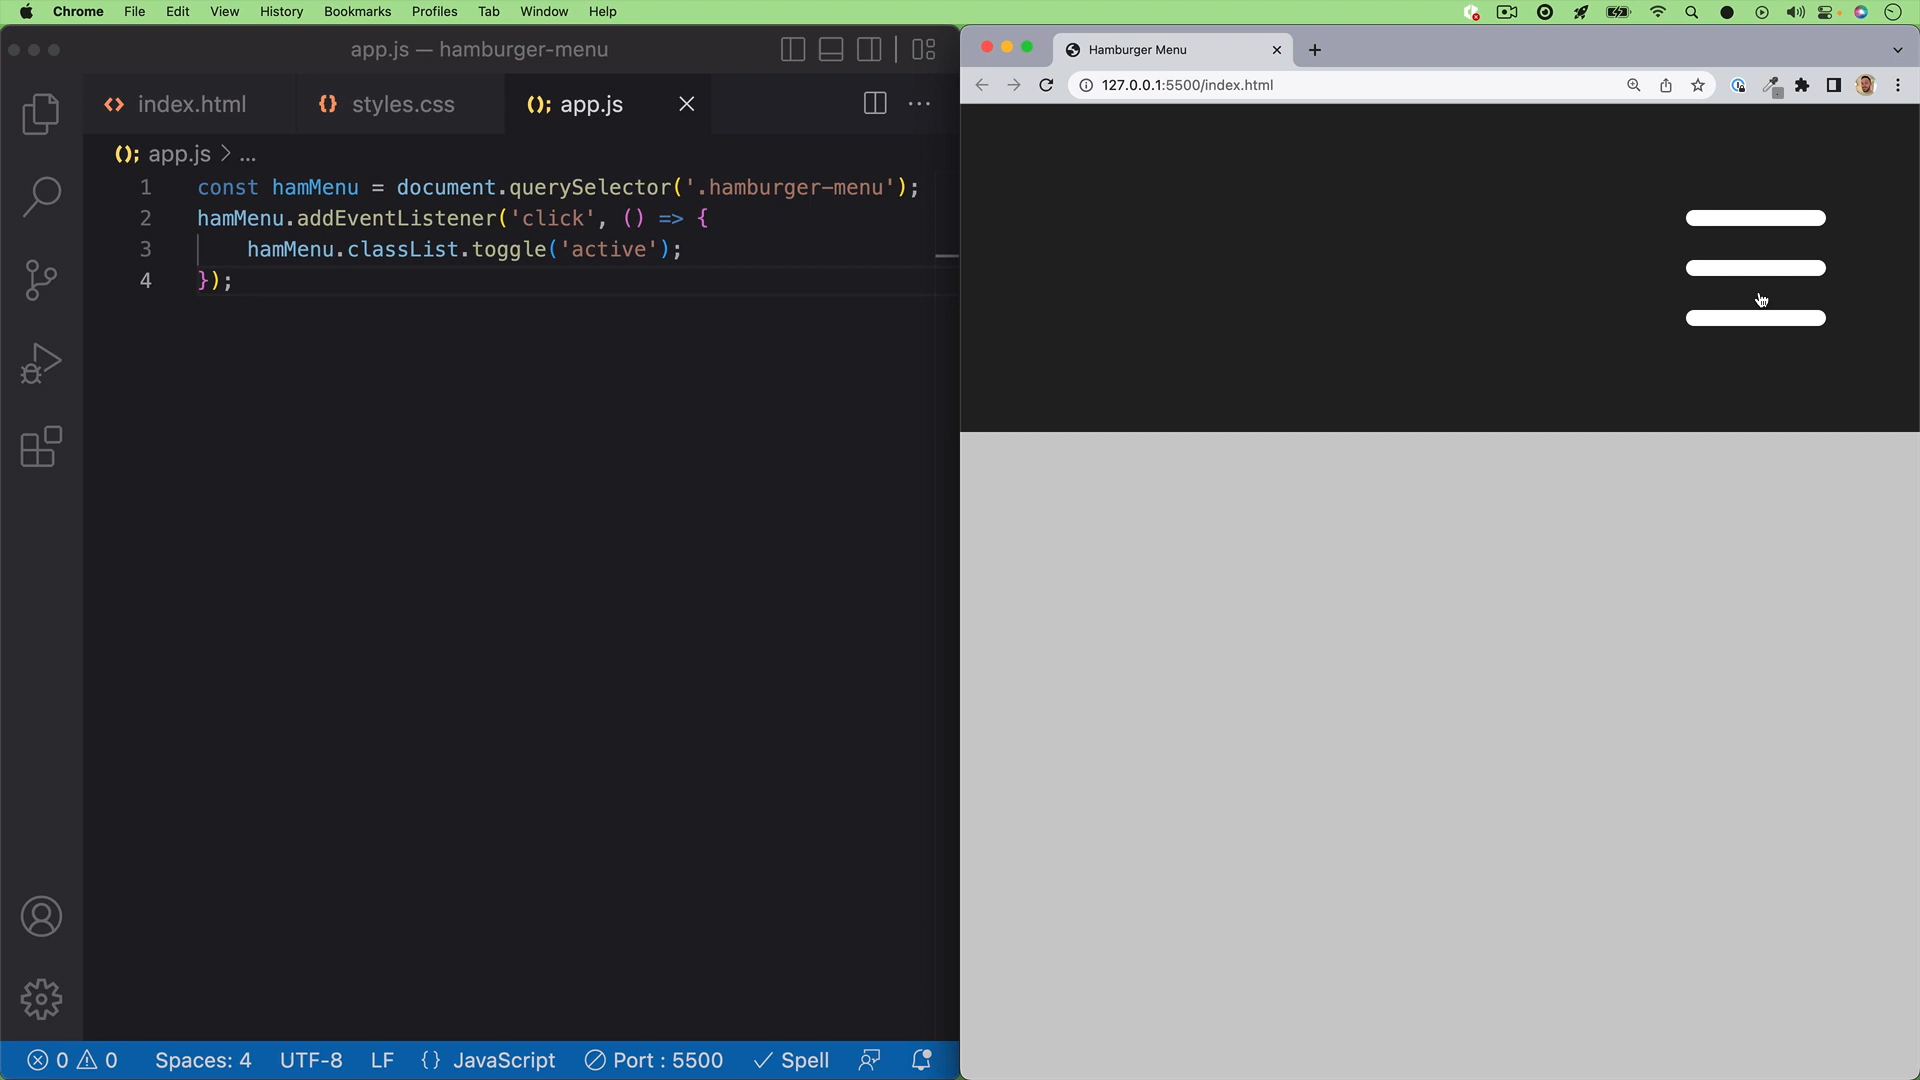 Chrome File Edit View History Bookmarks Profiles Tab Window Help
app.js — hamburger-menu
index.html styles.css app.js
app.js > ...
1 const hamMenu = document.querySelector('.hamburger-menu');
2 hamMenu.addEventListener('click', () => {
3 hamMenu.classList.toggle('active');
4 });
0 0 Spaces: 4 UTF-8 LF {} JavaScript Port : 5500 Spell
Hamburger Menu
127.0.0.1:5500/index.html